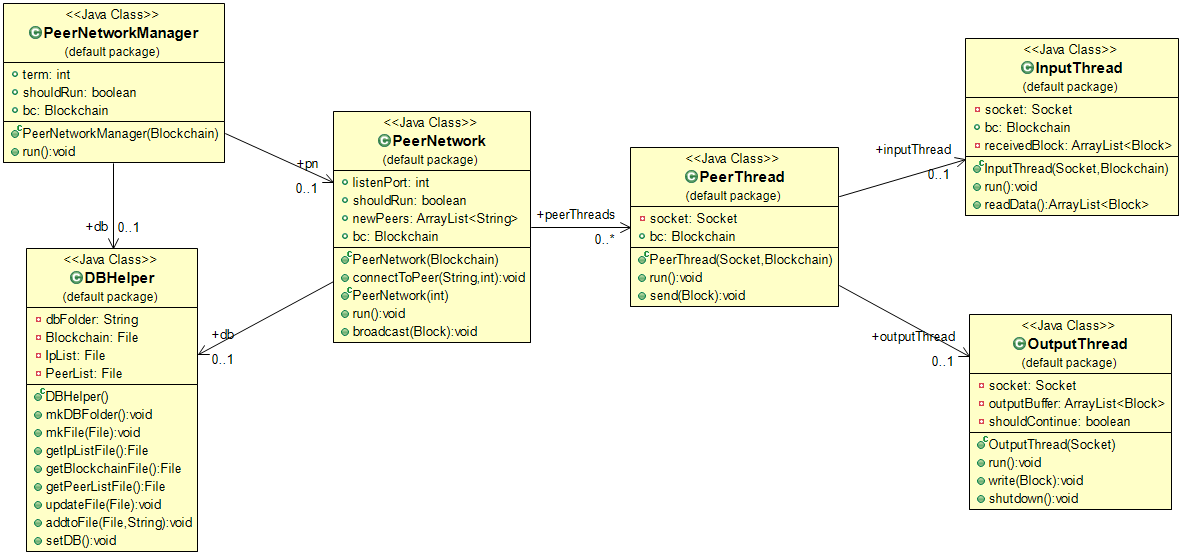 <<Java Class>>
PeerNetworkManager
(default package)
term: int
shouldRun: boolean
bc: Blockchain
PeerNetworkManager(Blockchain)
run():void
+pn
0..1
+db
0..1
<<Java Class>>
DBHelper
(default package)
dbFolder: String
Blockchain: File
IpList: File
PeerList: File
DBHelper()
mkDBFolder():void
mkFile(File):void
getIpListFile():File
getBlockchainFile():File
getPeerListFile():File
updateFile(File):void
addtoFile(File,String):void
setDB():void
<<Java Class>>
PeerNetwork
(default package)
listenPort: int
shouldRun: boolean
newPeers: ArrayList<String>
bc: Blockchain
PeerNetwork(Blockchain)
connectToPeer(String,int):void
PeerNetwork(int)
run():void
broadcast(Block):void
+db
0..1
+peerThreads
0..*
<<Java Class>>
PeerThread
(default package)
socket: Socket
bc: Blockchain
PeerThread(Socket,Blockchain)
run():void
send(Block):void
+inputThread
0..1
+outputThread
0..1
<<Java Class>>
InputThread
(default package)
socket: Socket
bc: Blockchain
receivedBlock: ArrayList<Block>
InputThread(Socket,Blockchain)
run():void
readData():ArrayList<Block>
<<Java Class>>
OutputThread
(default package)
socket: Socket
outputBuffer: ArrayList<Block>
shouldContinue: boolean
OutputThread(Socket)
run():void
write(Block):void
shutdown():void